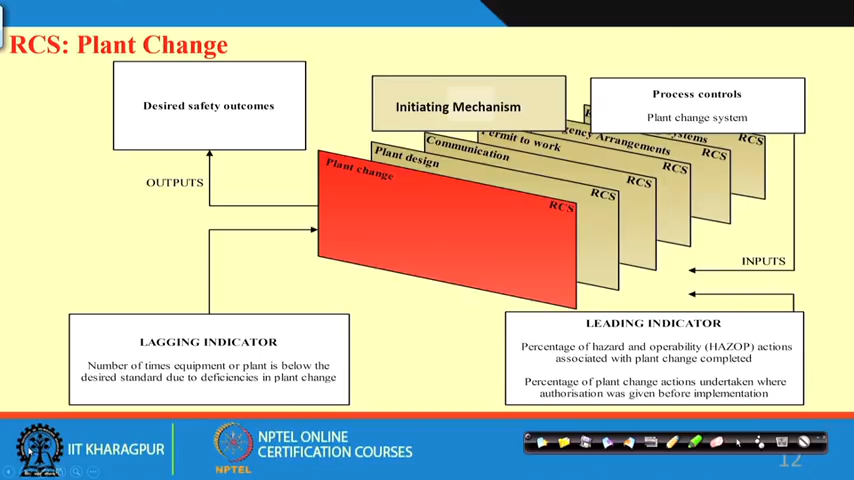 RCS: Plant Change
Desired safety outcomes
Initiating Mechanism
Process controls
Plant change system
OUTPUTS
Plant change
RCS
Plant design
RCS
Communication
RCS
Permit to work
RCS
Arrangements
RCS
RCS
INPUTS
LAGGING INDICATOR
Number of times equipment or plant is below the
desired standard due to deficiencies in plant change
LEADING INDICATOR
Percentage of hazard and operability (HAZOP) actions
associated with plant change completed
Percentage of plant change actions undertaken where
authorisation was given before implementation
IIT KHARAGPUR
NPTEL
NPTEL ONLINE
CERTIFICATION COURSES
12